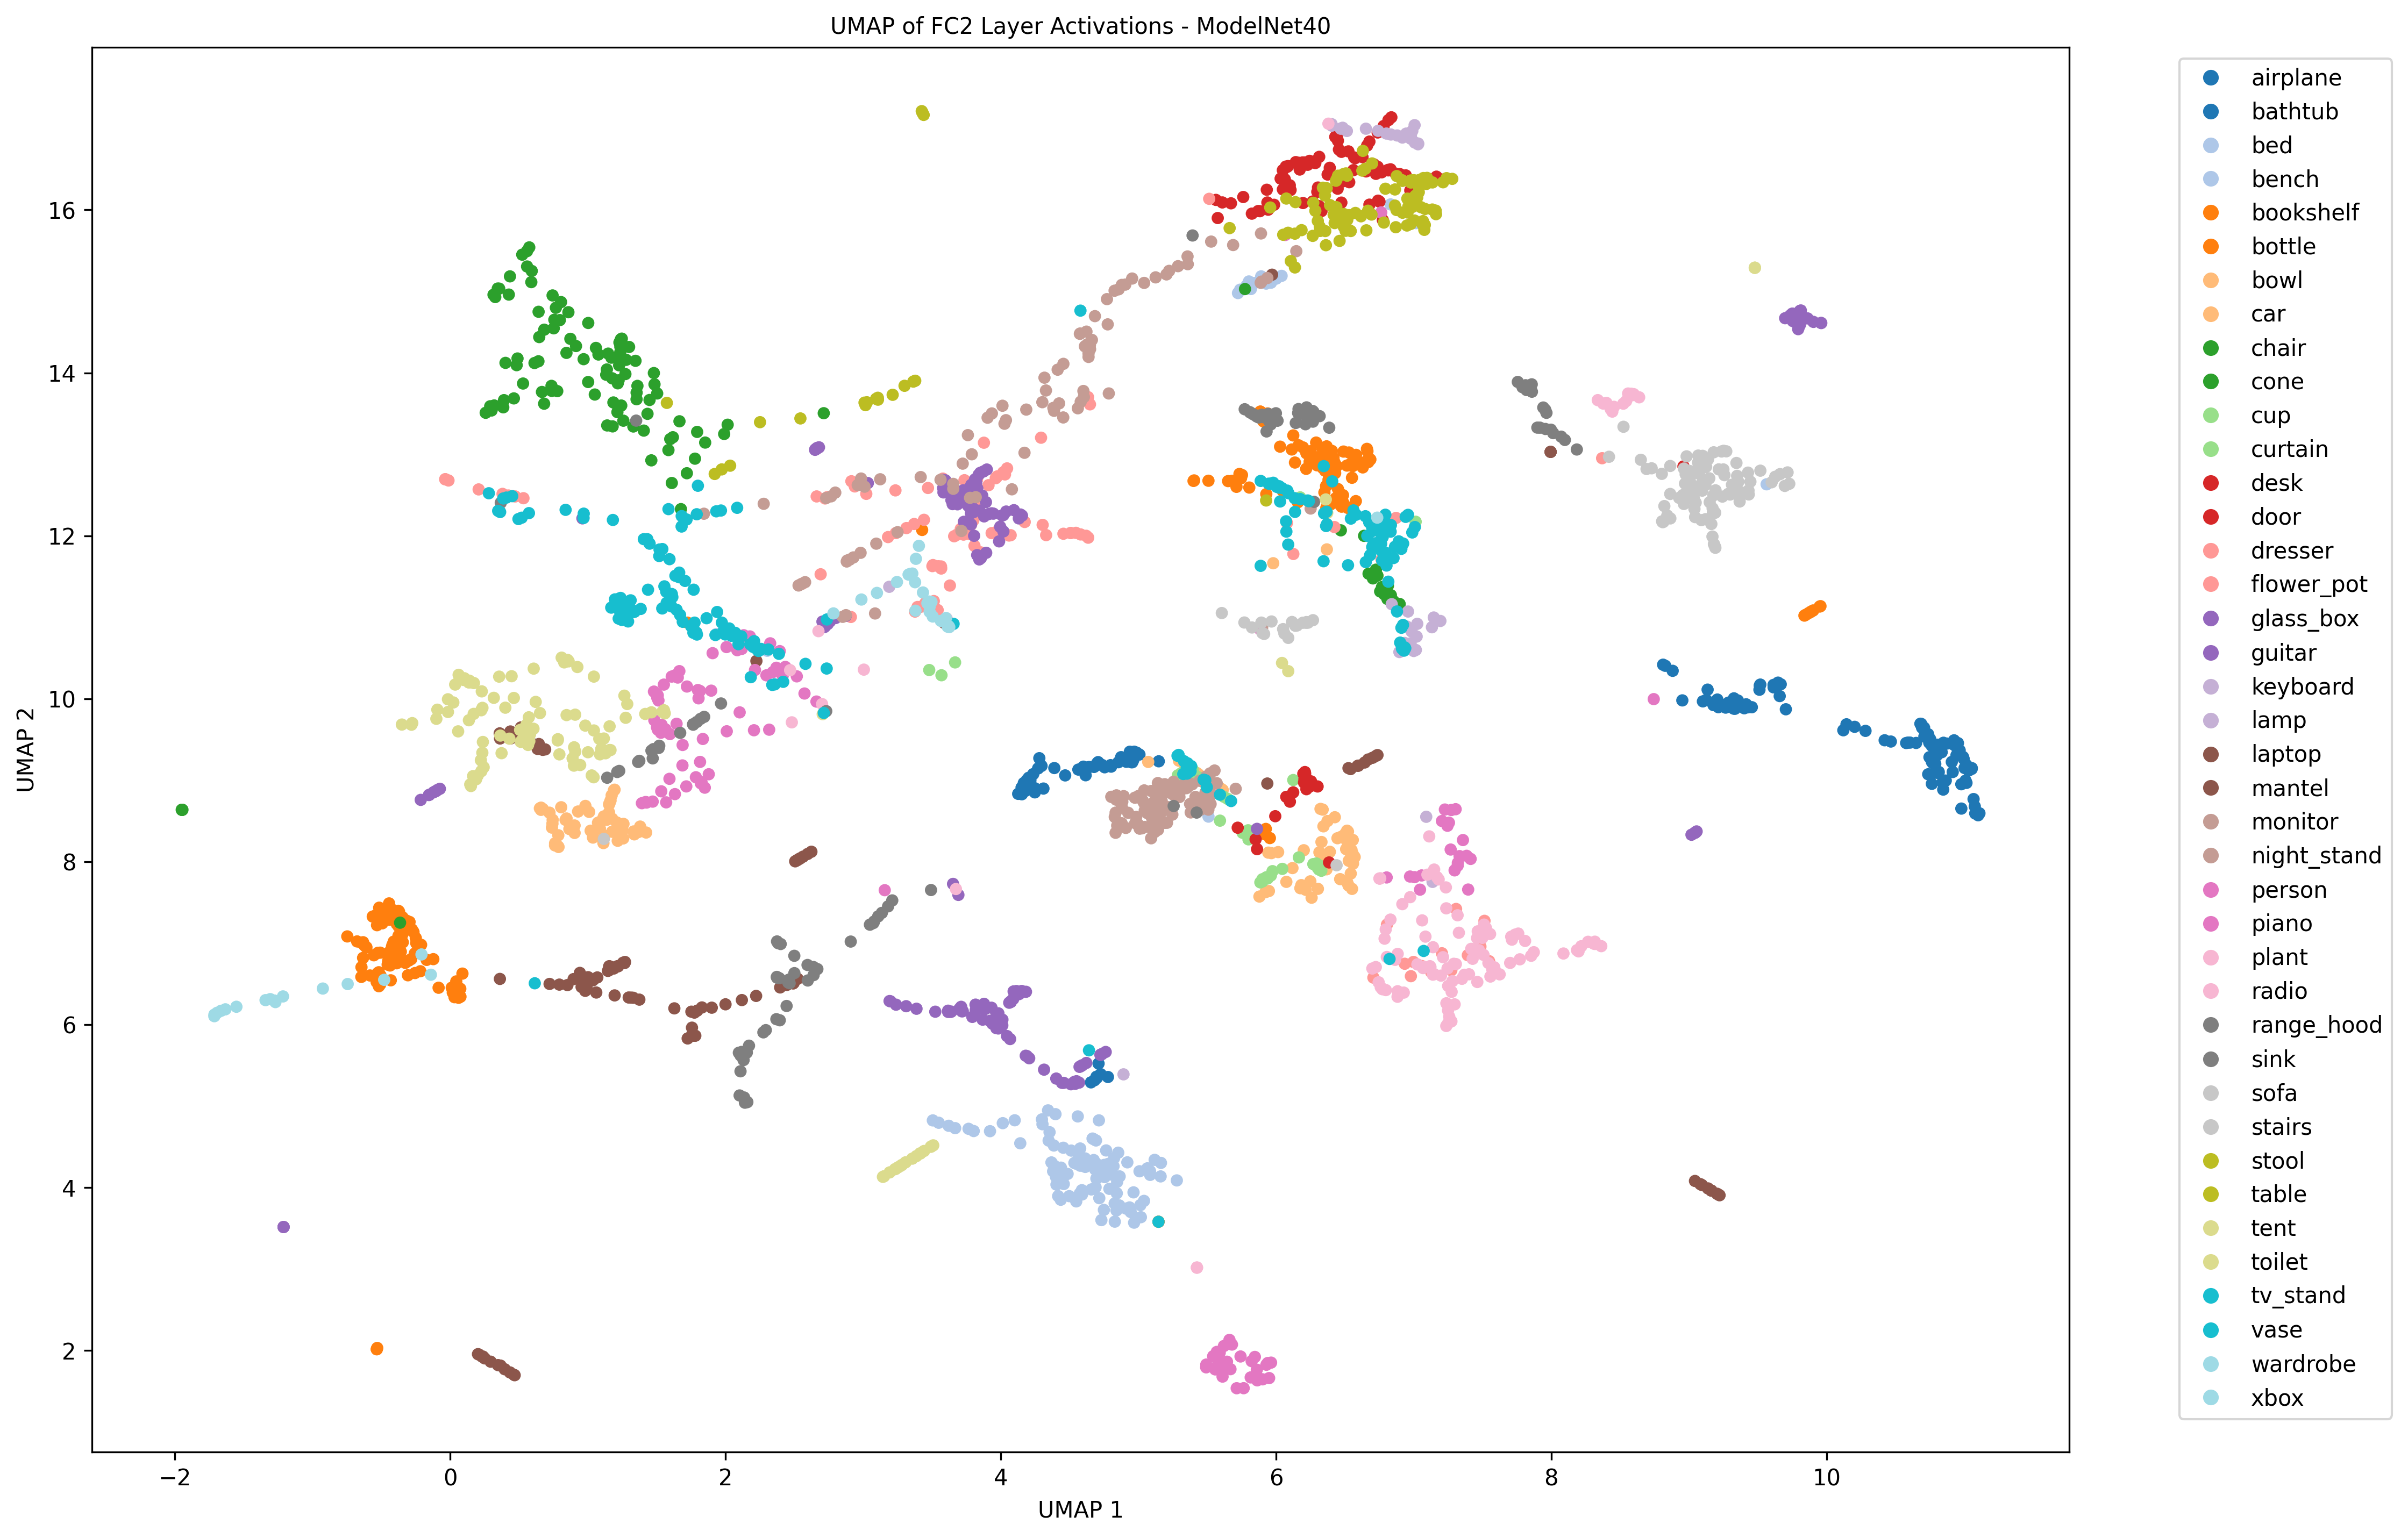 UMAP of FC2 Layer Activations - ModelNet40
UMAP 2
16
14
12
10
8
6
4
2
−2
0
2
4
6
8
10
UMAP 1
airplane
bathtub
bed
bench
bookshelf
bottle
bowl
car
chair
cone
cup
curtain
desk
door
dresser
flower_pot
glass_box
guitar
keyboard
lamp
laptop
mantel
monitor
night_stand
person
piano
plant
radio
range_hood
sink
sofa
stairs
stool
table
tent
toilet
tv_stand
vase
wardrobe
xbox